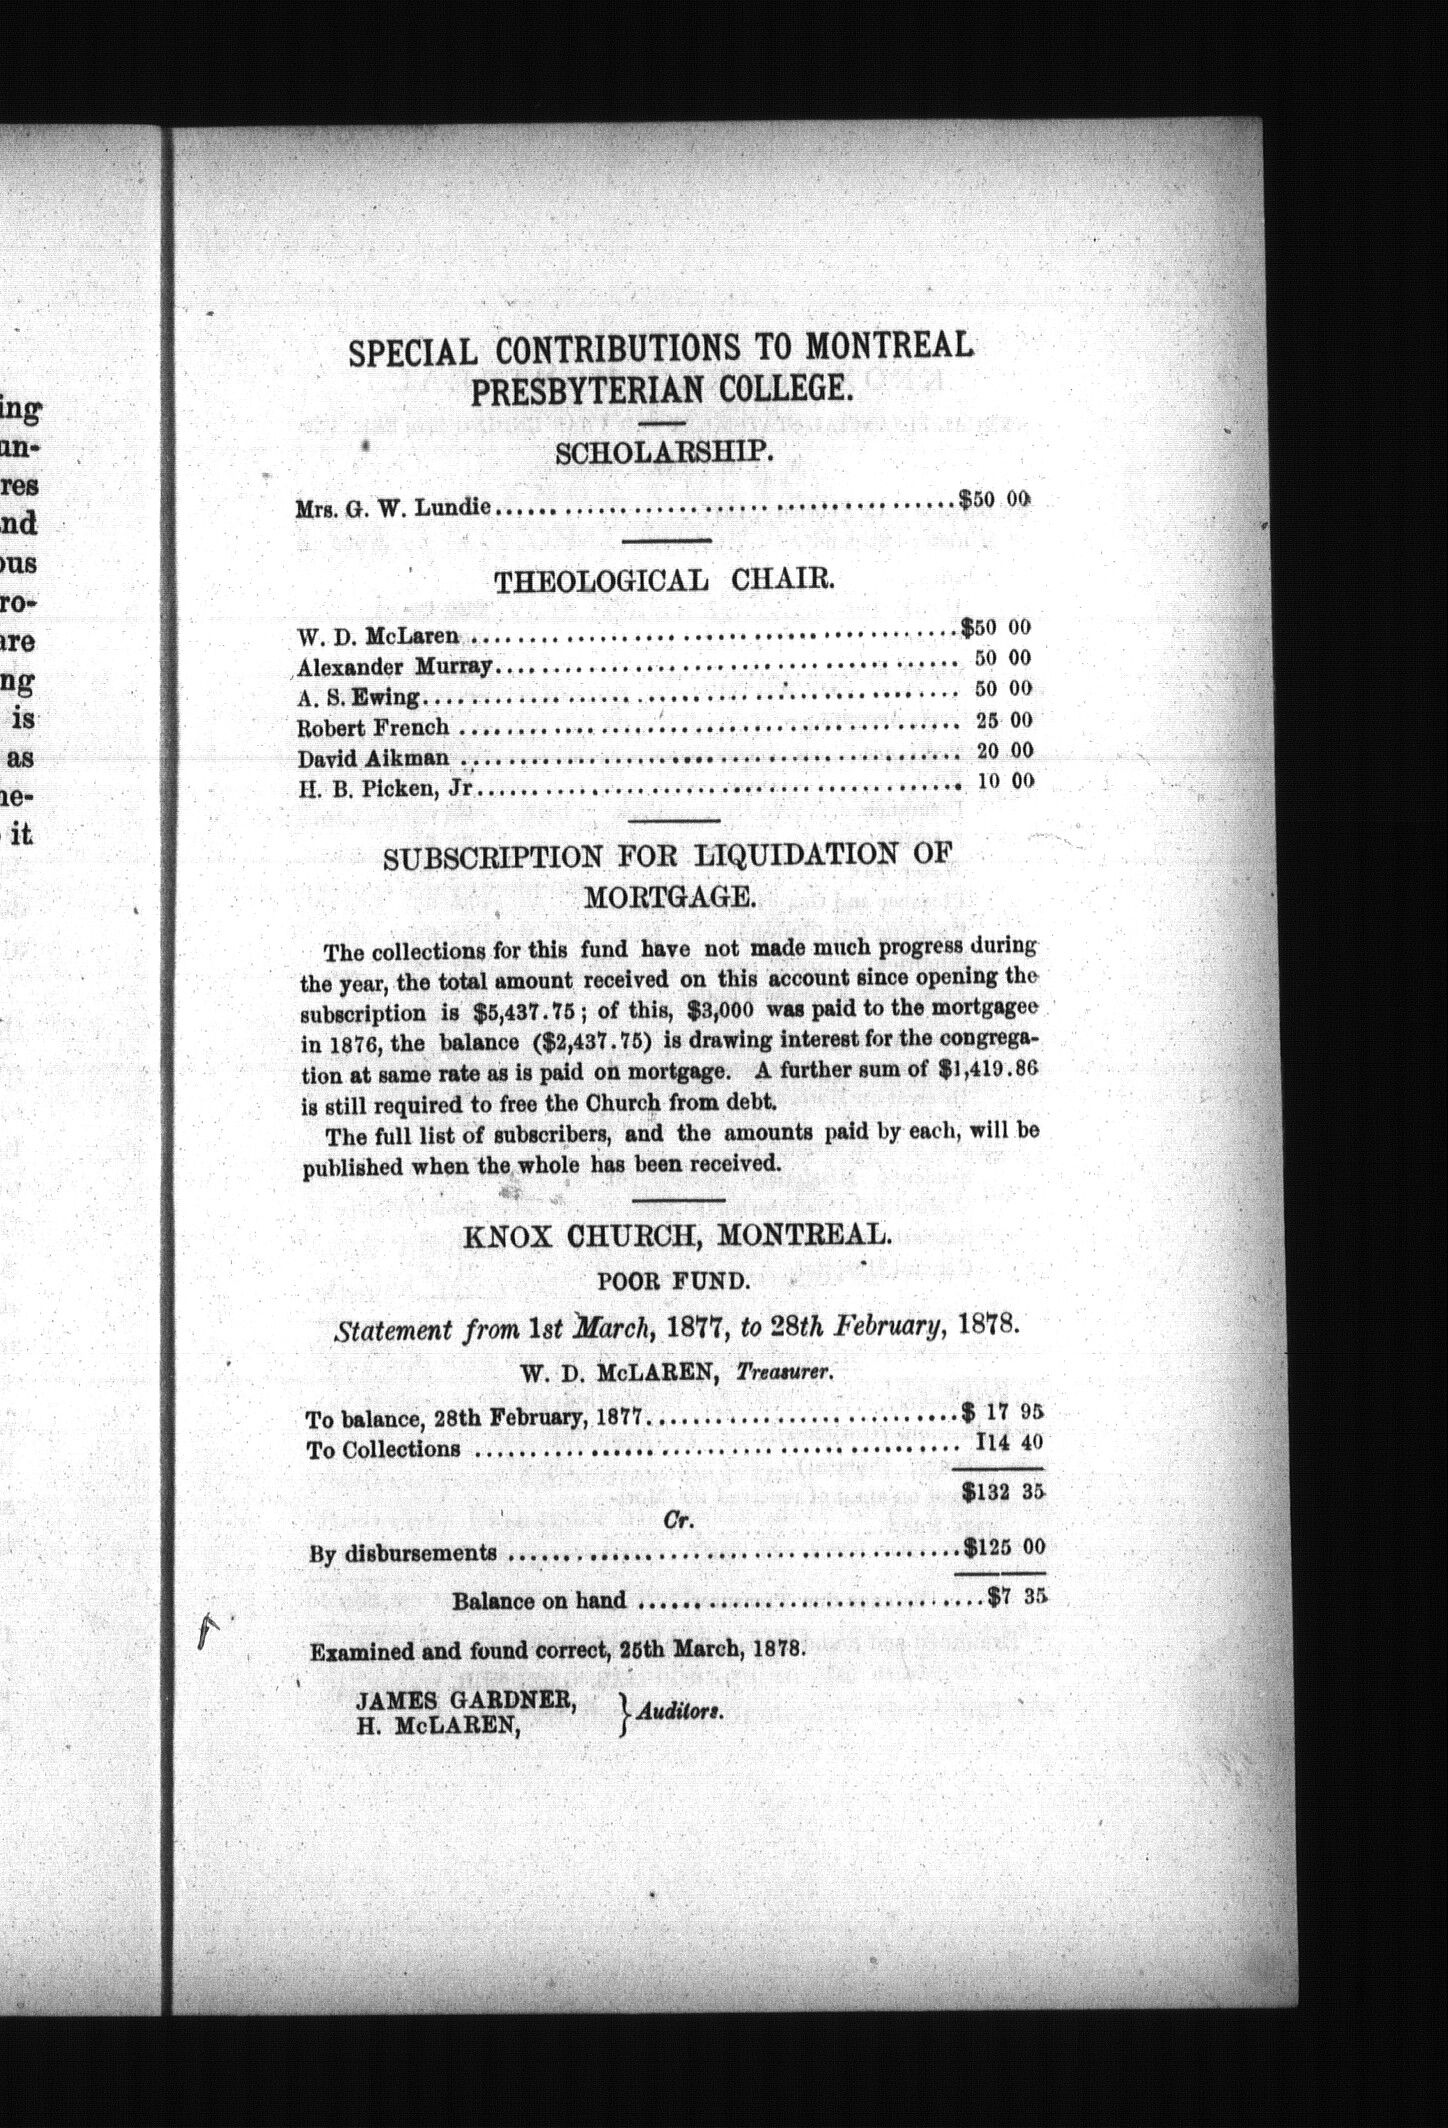 ing
un-
res
nd
ous
ro-
are
ng
is
as
ne-
it
SPECIAL CONTRIBUTIONS TO MONTREAL
PRESBYTERIAN COLLEGE.
SCHOLARSHIP.
Mrs. G. W. Lundie........................................$50 00
THEOLOGICAL CHAIR.
W. D. McLaren ..........................................$50 00
Alexander Murray........................................ 50 00
A. S. Ewing.............................................. 50 00
Robert French ........................................... 25 00
David Aikman ........................................... 20 00
H. B. Picken, Jr......................................... 10 00
SUBSCRIPTION FOR LIQUIDATION OF
MORTGAGE.
The collections for this fund have not made much progress during
the year, the total amount received on this account since opening the
subscription is $5,437.75; of this, $3,000 was paid to the mortgagee
in 1876, the balance ($2,437.75) is drawing interest for the congrega-
tion at same rate as is paid on mortgage. A further sum of $1,419.86
is still required to free the Church from debt.
The full list of subscribers, and the amounts paid by each, will be
published when the whole has been received.
KNOX CHURCH, MONTREAL.
POOR FUND.
Statement from 1st March, 1877, to 28th February, 1878.
W. D. McLAREN, Treasurer.
To balance, 28th February, 1877...........................$ 17 95
To Collections .......................................... 114 40
$132 35
Cr.
By disbursements .......................................$125 00
Balance on hand ..............................$7 35
Examined and found correct, 25th March, 1878.
JAMES GARDNER,
H. McLAREN, } Auditors.